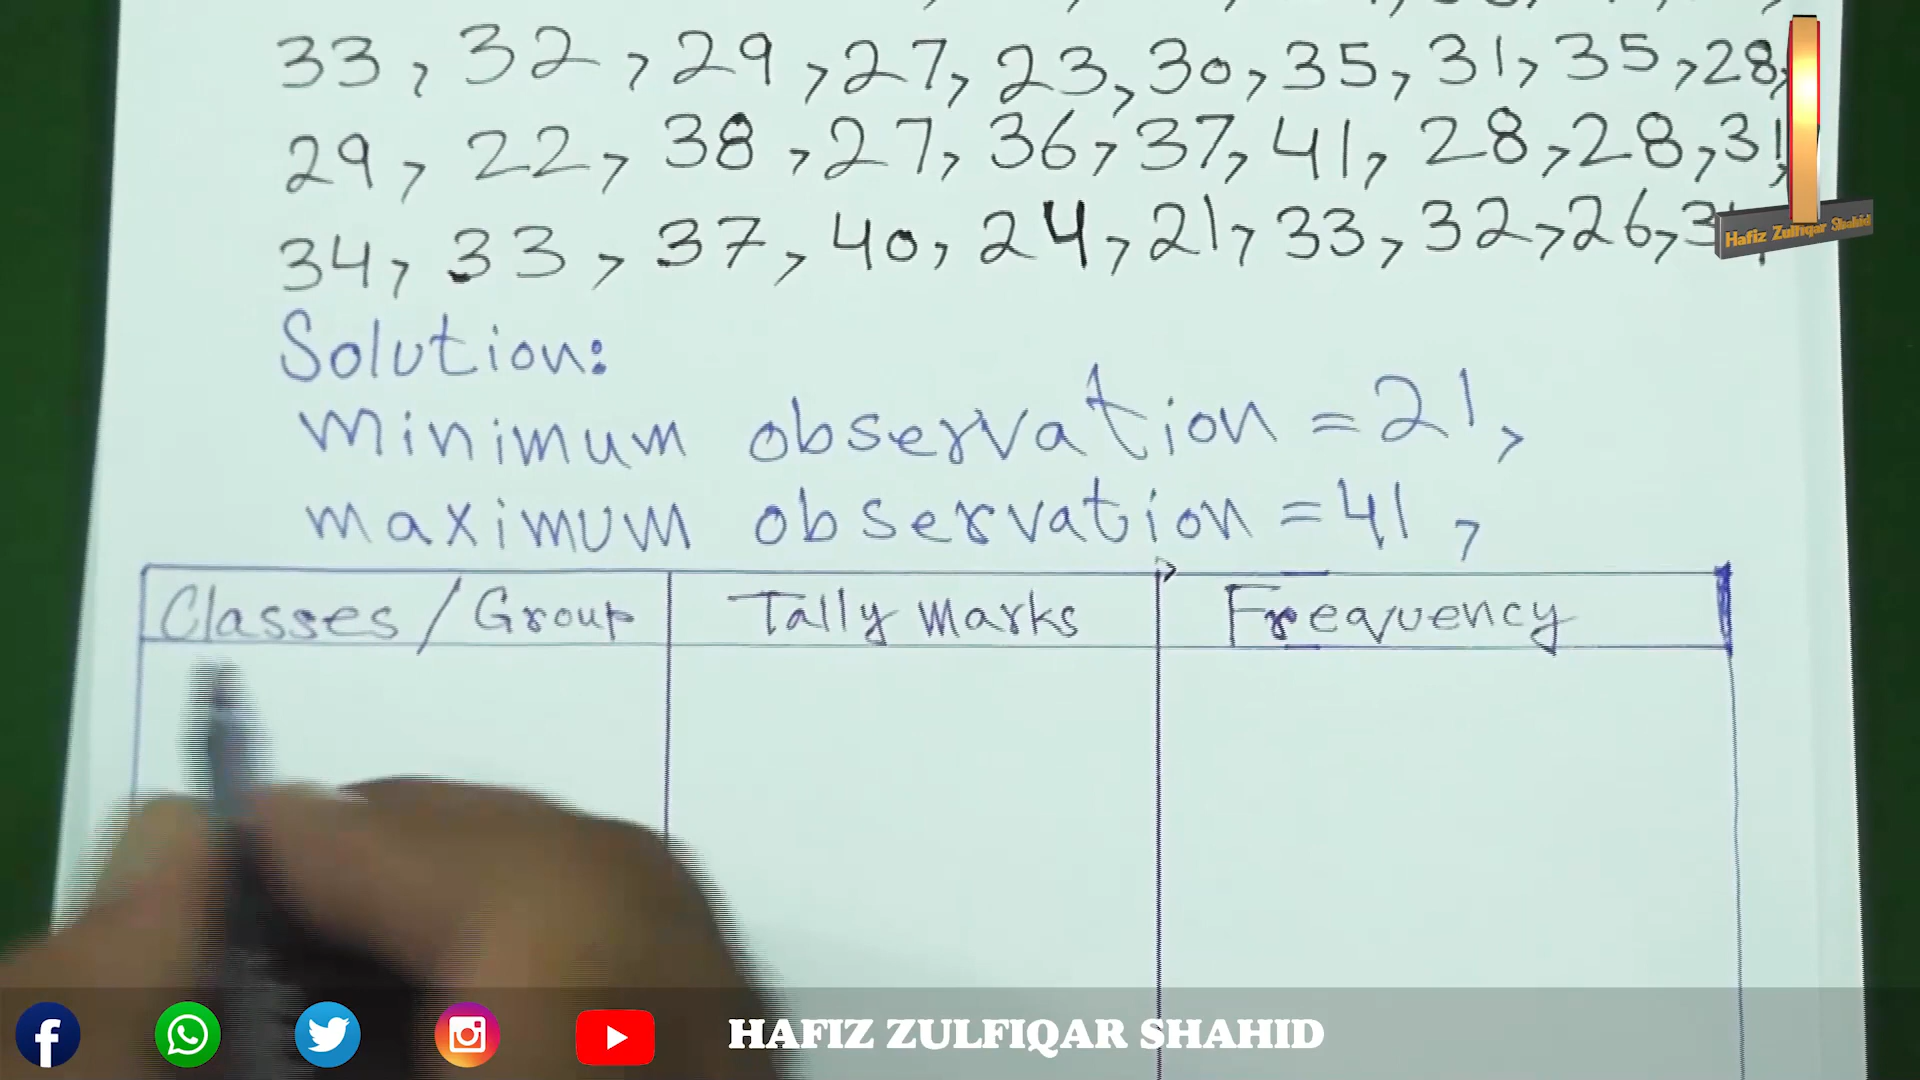 33, 32, 29, 27, 23, 30, 35, 31, 35, 28,
29, 22, 38, 27, 36, 37, 41, 28, 28, 31,
34, 33, 37, 40, 24, 21, 33, 32, 26,
Hafiz Zulfiqar Shahid
Solution:
minimum observation = 21,
maximum observation = 41,
Classes/Group Tally Marks Frequency
HAFIZ ZULFIQAR SHAHID